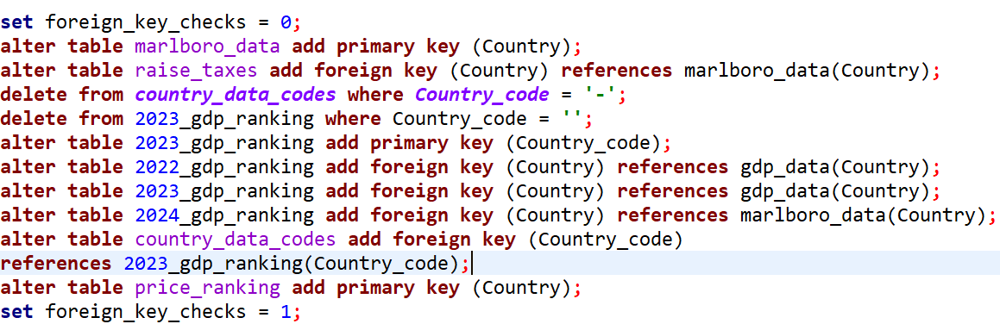 set foreign_key_checks = 0;
alter table marlboro_data add primary key (Country);
alter table raise_taxes add foreign key (Country) references marlboro_data(Country);
delete from country_data_codes where Country_code = '-';
delete from 2023_gdp_ranking where Country_code = '';
alter table 2023_gdp_ranking add primary key (Country_code);
alter table 2022_gdp_ranking add foreign key (Country) references gdp_data(Country);
alter table 2023_gdp_ranking add foreign key (Country) references gdp_data(Country);
alter table 2024_gdp_ranking add foreign key (Country) references marlboro_data(Country);
alter table country_data_codes add foreign key (Country_code)
references 2023_gdp_ranking(Country_code);
alter table price_ranking add primary key (Country);
set foreign_key_checks = 1;